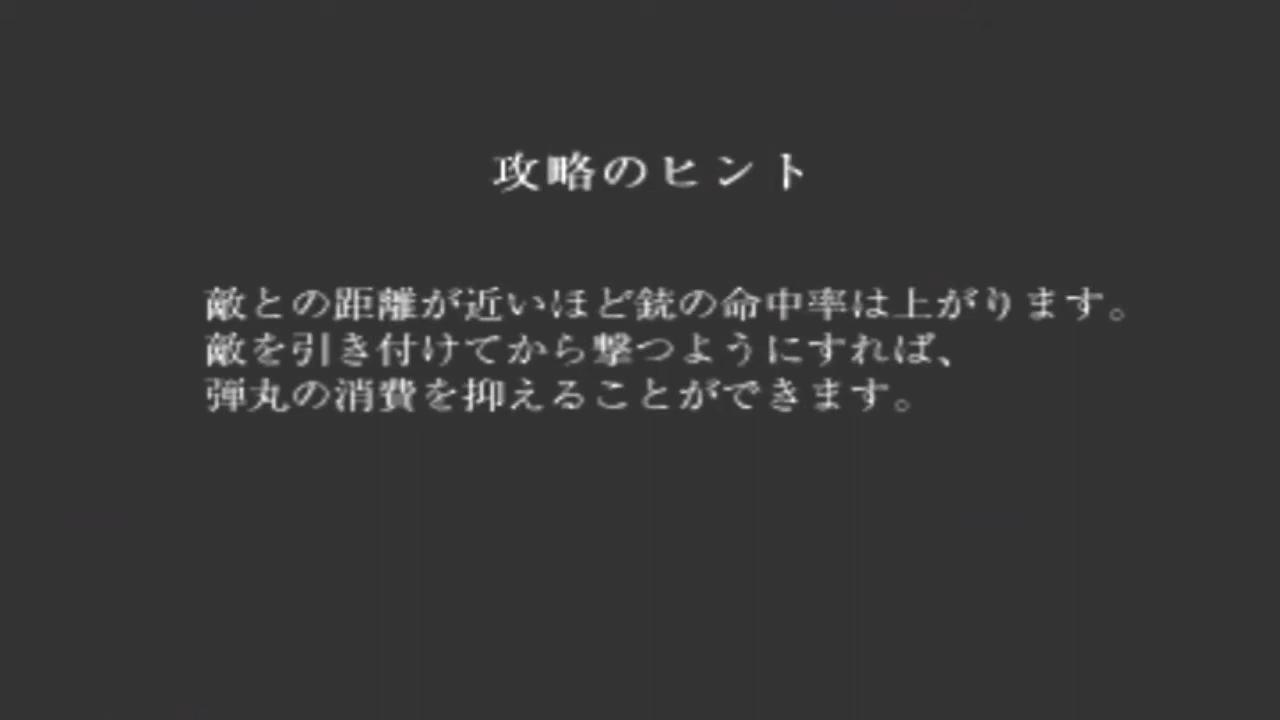 攻略のヒント
敵との距離が近いほど銃の命中率は上がります。
敵を引き付けてから撃つようにすれば、
弾丸の消費を抑えることができます。